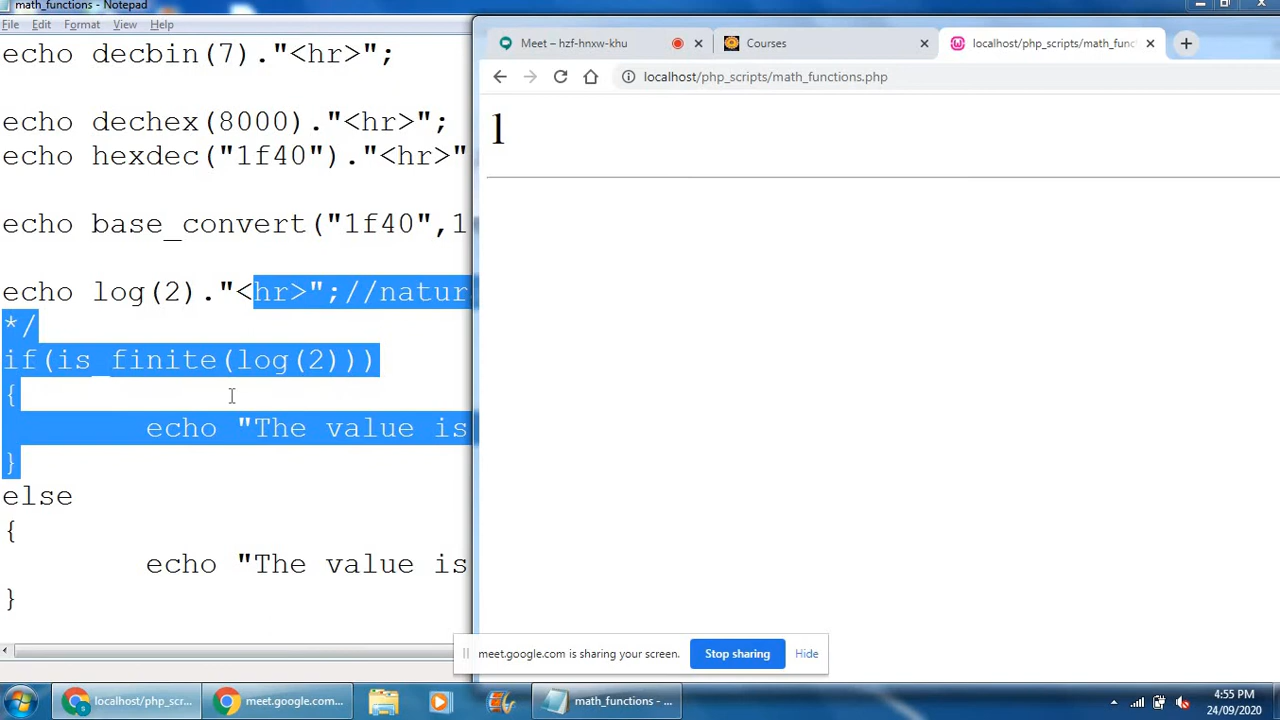 math_functions - Notepad
File Edit Format View Help
echo decbin(7)."<hr>";
echo dechex(8000)."<hr>";
echo hexdec("1f40")."<hr>"
echo base_convert("1f40",1
echo log(2)."<hr>";//natur
*/
if(is_finite(log(2)))
{
echo "The value is
}
else
{
echo "The value is
}
Meet – hzf-hnxw-khu
Courses
localhost/php_scripts/math_func
localhost/php_scripts/math_functions.php
1
meet.google.com is sharing your screen. Stop sharing Hide
localhost/php_scr...
meet.google.com...
math_functions - ...
4:55 PM
24/09/2020